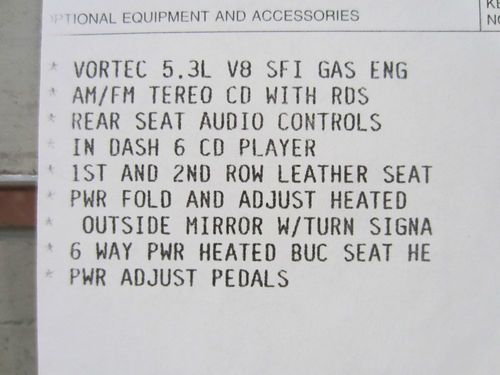 OPTIONAL EQUIPMENT AND ACCESSORIES
* VORTEC 5.3L V8 SFI GAS ENG
* AM/FM TEREO CD WITH RDS
* REAR SEAT AUDIO CONTROLS
* IN DASH 6 CD PLAYER
* 1ST AND 2ND ROW LEATHER SEAT
* PWR FOLD AND ADJUST HEATED
* OUTSIDE MIRROR W/TURN SIGNA
* 6 WAY PWR HEATED BUC SEAT HE
* PWR ADJUST PEDALS